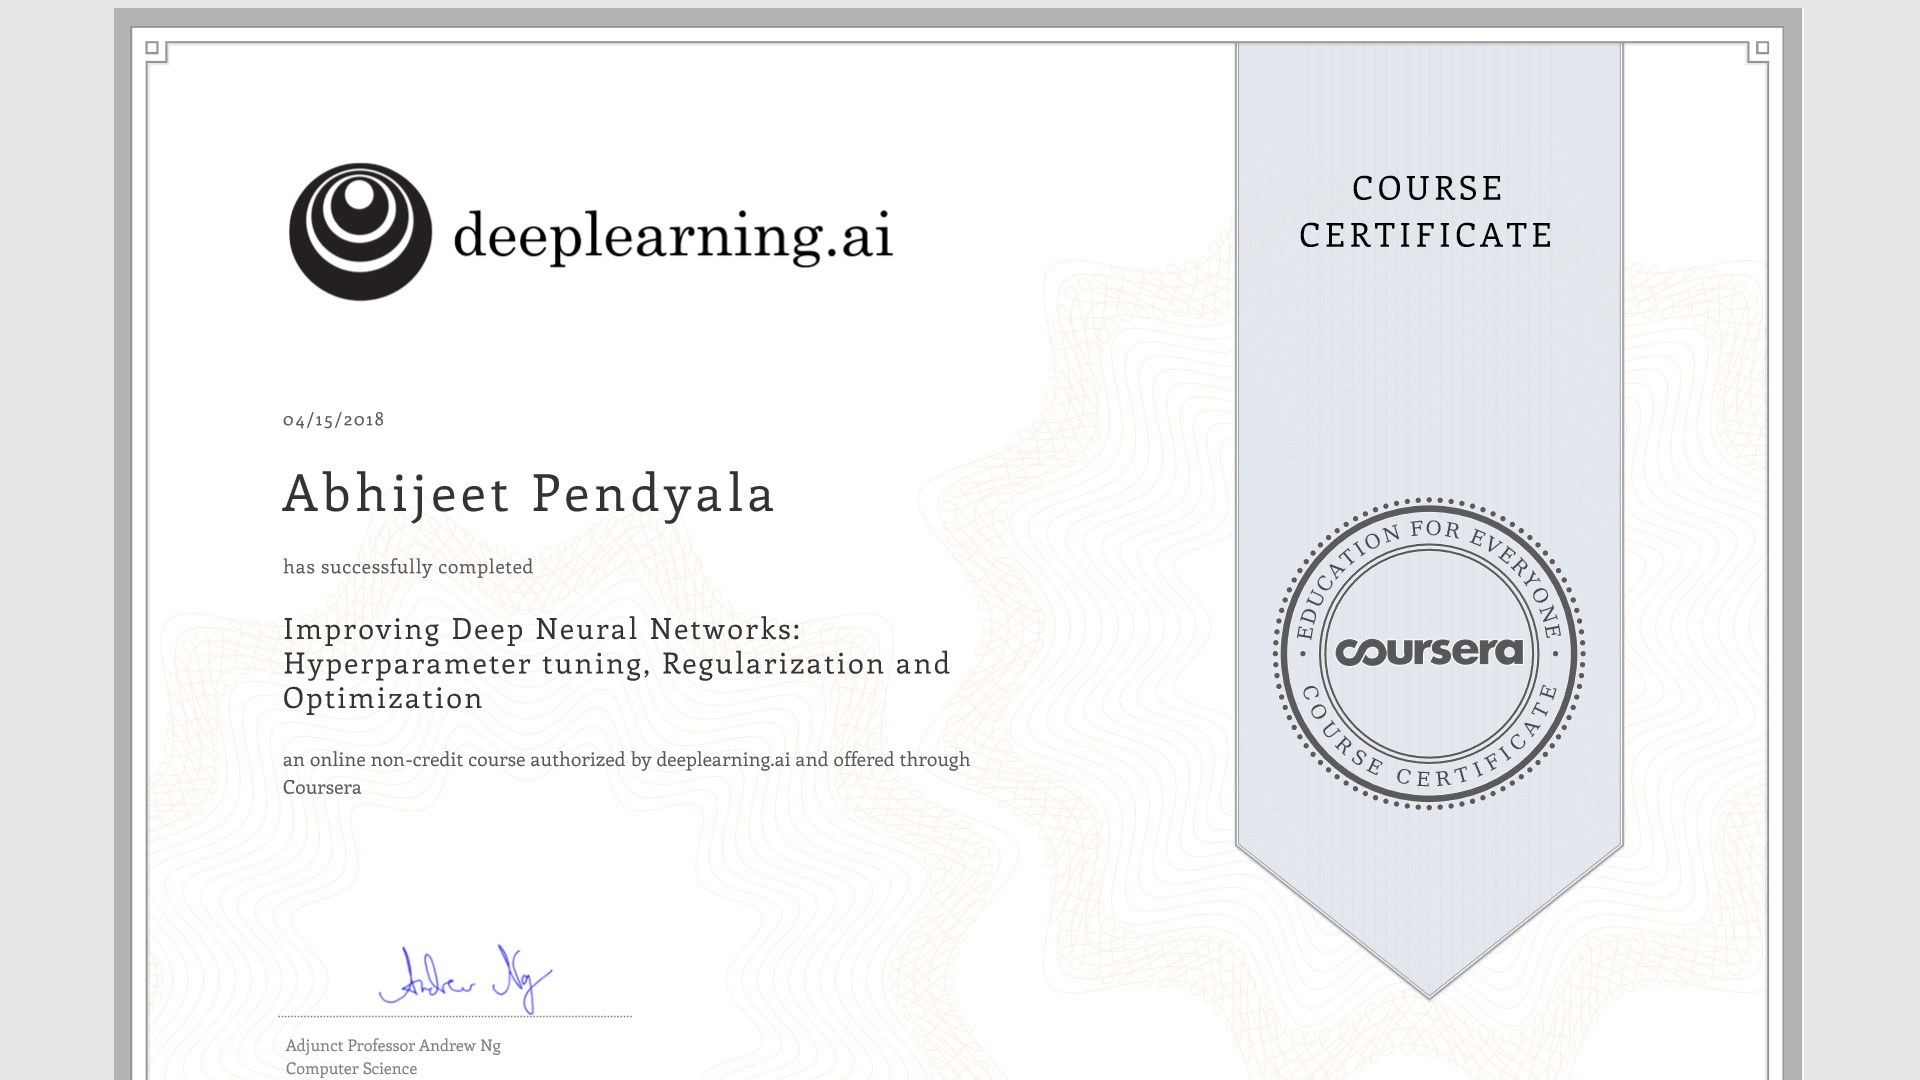 deeplearning.ai
COURSE
CERTIFICATE
04/15/2018
Abhijeet Pendyala
has successfully completed
Improving Deep Neural Networks:
Hyperparameter tuning, Regularization and
Optimization
an online non-credit course authorized by deeplearning.ai and offered through
Coursera
EDUCATION FOR EVERYONE
coursera
COURSE CERTIFICATE
Andrew Ng
Adjunct Professor Andrew Ng
Computer Science